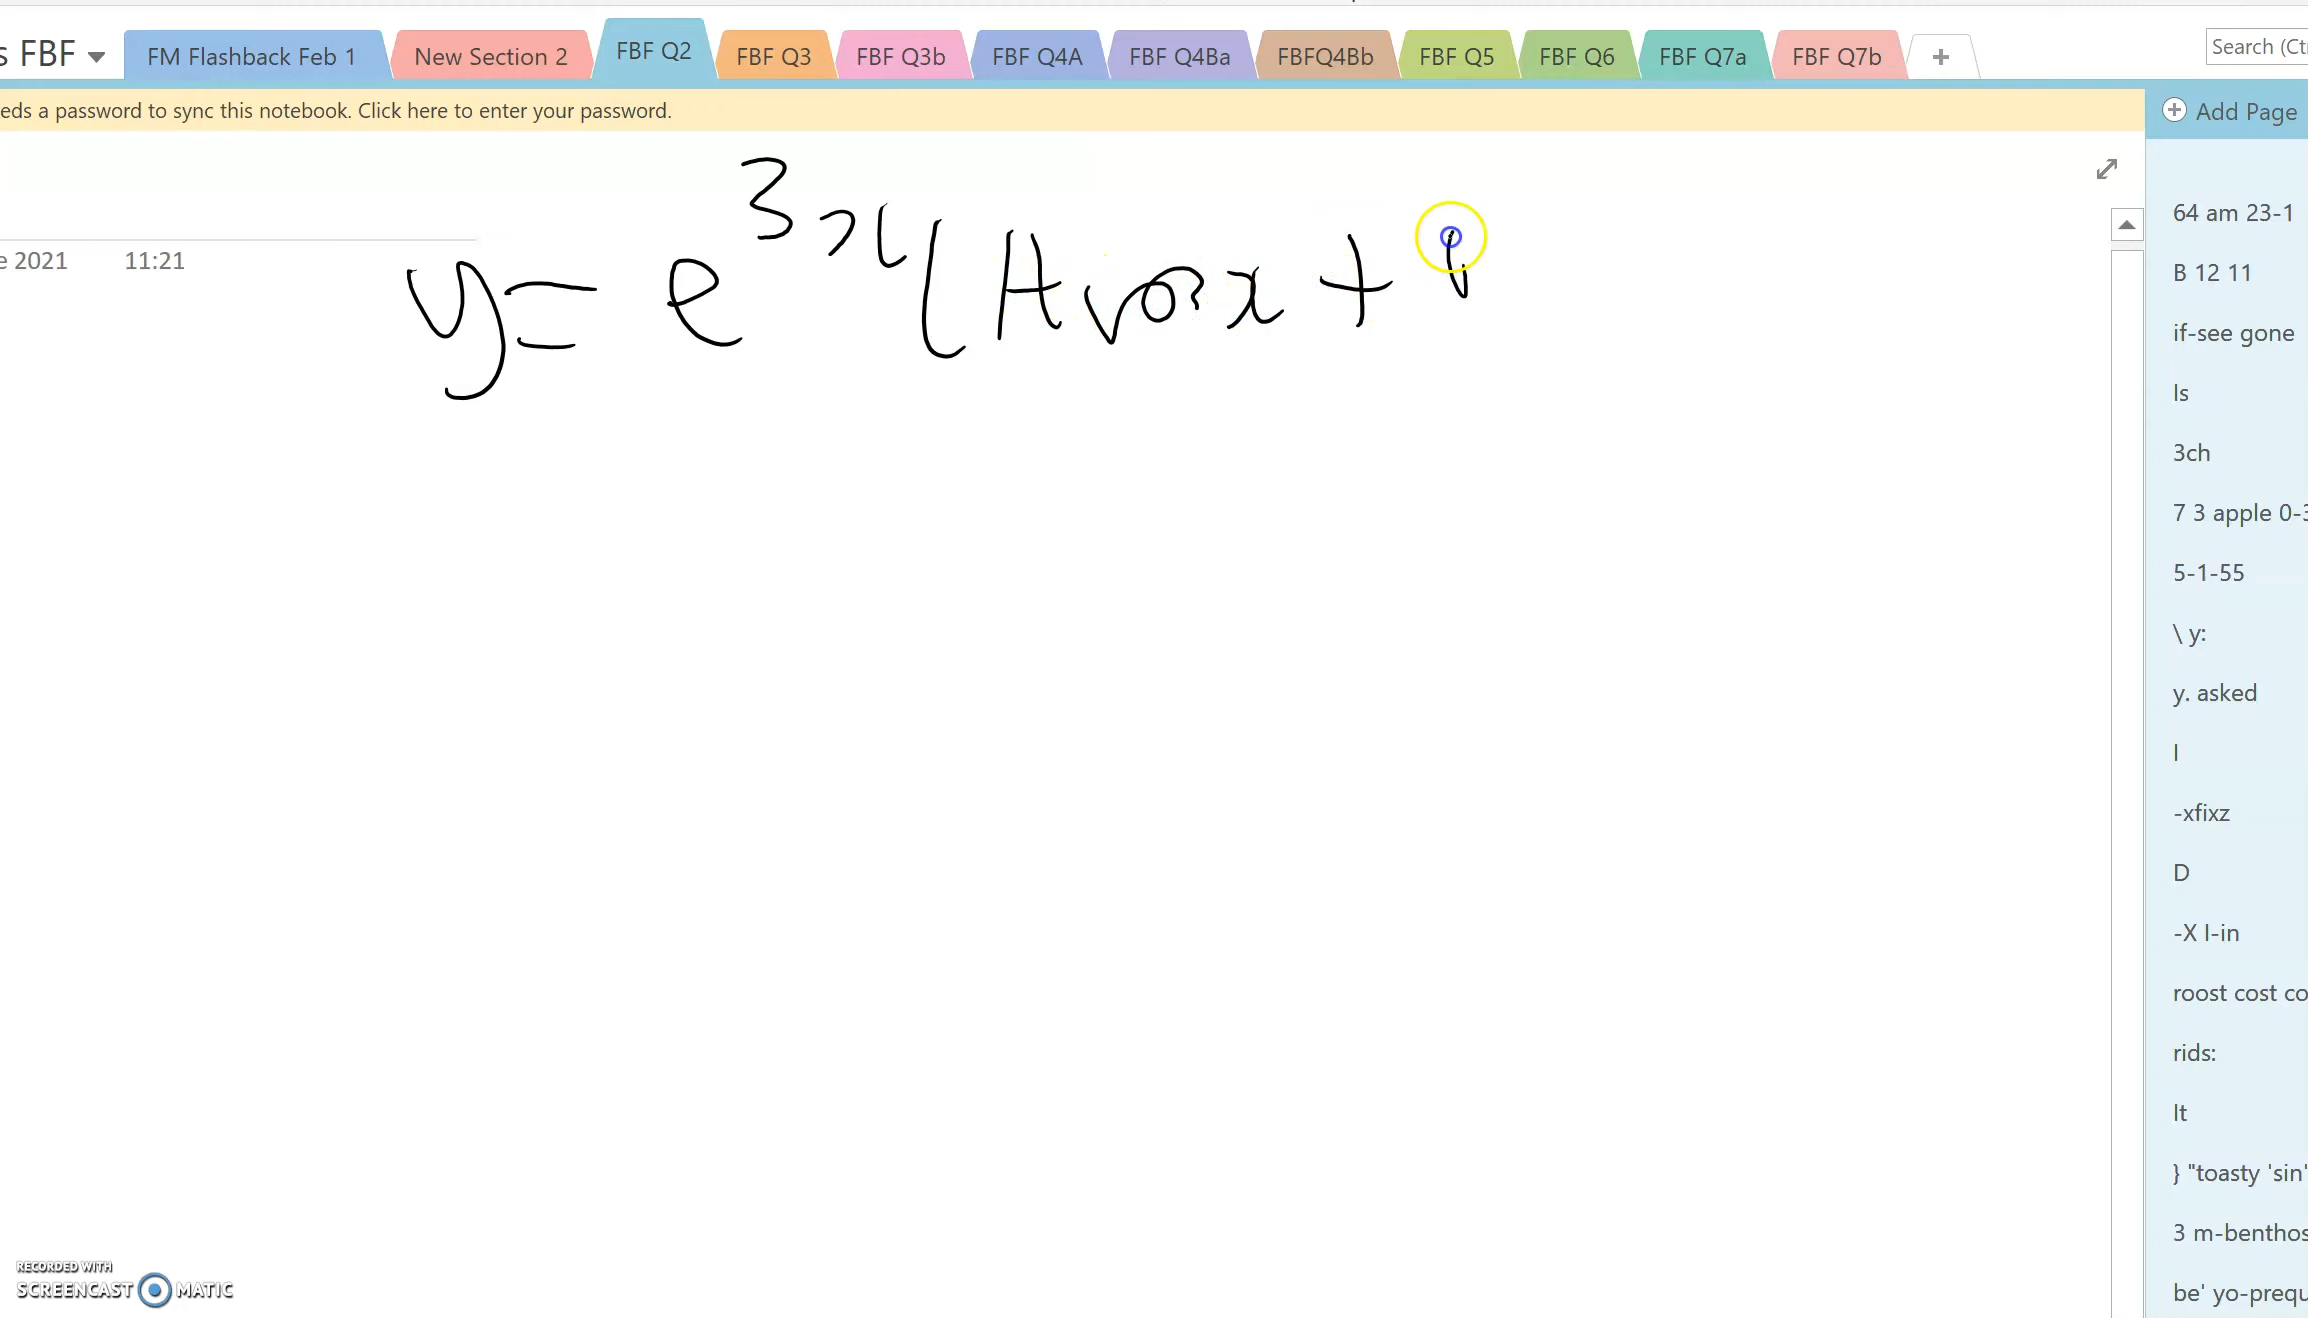 s FBF
FM Flashback Feb 1
New Section 2
FBF Q2
FBF Q3
FBF Q3b
FBF Q4A
FBF Q4Ba
FBFQ4Bb
FBF Q5
FBF Q6
FBF Q7a
FBF Q7b
+
Search (Ct
eds a password to sync this notebook. Click here to enter your password.
Add Page
e 2021 11:21
y = e^3x (A cos x +
64 am 23-1
B 12 11
if-see gone
ls
3ch
7 3 apple 0-3
5-1-55
\ y:
y. asked
I
-xfixz
D
-X I-in
roost cost co
rids:
It
} "toasty 'sin'
3 m-benthos
be' yo-prequ
RECORDED WITH
SCREENCAST MATIC